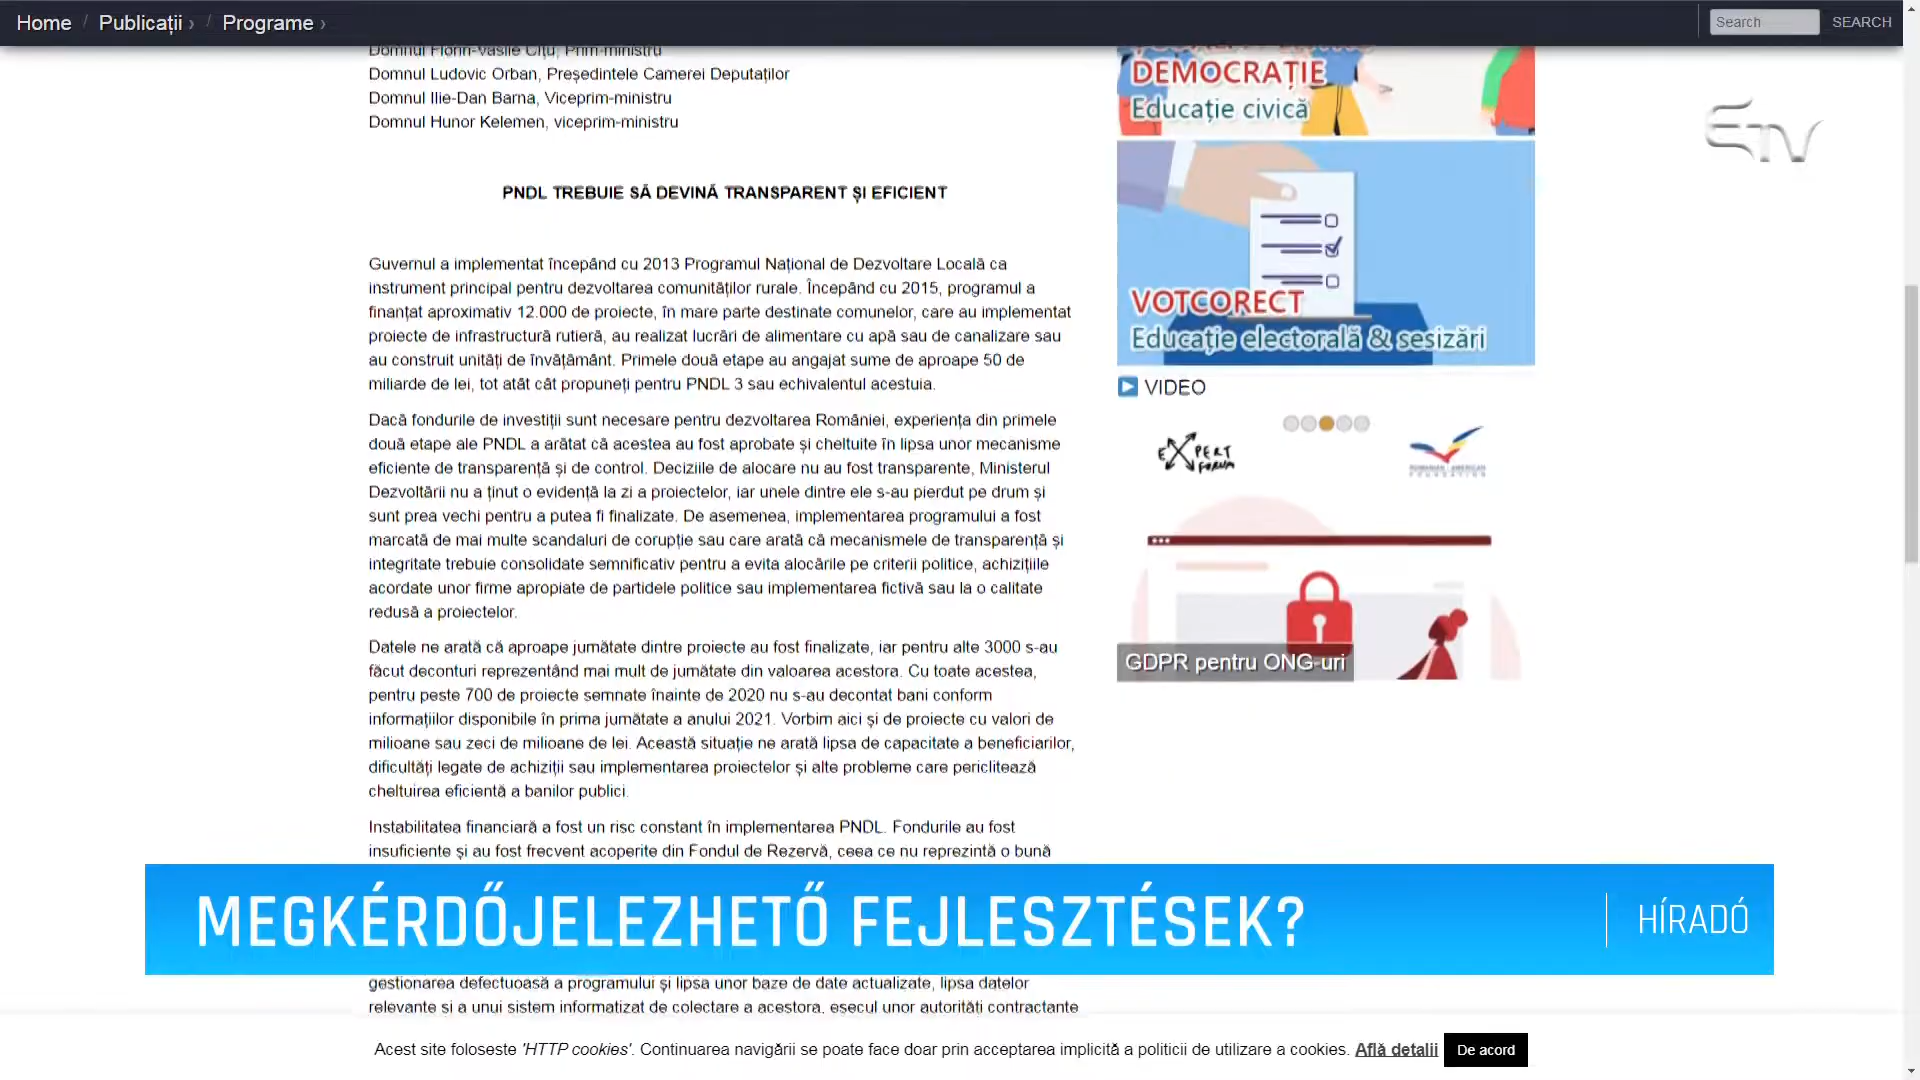 Home / Publicații › / Programe ›
Search SEARCH
Domnul Florin-Vasile Cîțu, Prim-ministru
Domnul Ludovic Orban, Președintele Camerei Deputaților
Domnul Ilie-Dan Barna, Viceprim-ministru
Domnul Hunor Kelemen, viceprim-ministru
PNDL TREBUIE SĂ DEVINĂ TRANSPARENT ȘI EFICIENT
Guvernul a implementat începând cu 2013 Programul Național de Dezvoltare Locală ca
instrument principal pentru dezvoltarea comunităților rurale. Începând cu 2015, programul a
finanțat aproximativ 12.000 de proiecte, în mare parte destinate comunelor, care au implementat
proiecte de infrastructură rutieră, au realizat lucrări de alimentare cu apă sau de canalizare sau
au construit unități de învățământ. Primele două etape au angajat sume de aproape 50 de
miliarde de lei, tot atât cât propuneți pentru PNDL 3 sau echivalentul acestuia.
Dacă fondurile de investiții sunt necesare pentru dezvoltarea României, experiența din primele
două etape ale PNDL a arătat că acestea au fost aprobate și cheltuite în lipsa unor mecanisme
eficiente de transparență și de control. Deciziile de alocare nu au fost transparente, Ministerul
Dezvoltării nu a ținut o evidență la zi a proiectelor, iar unele dintre ele s-au pierdut pe drum și
sunt prea vechi pentru a putea fi finalizate. De asemenea, implementarea programului a fost
marcată de mai multe scandaluri de corupție sau care arată că mecanismele de transparență și
integritate trebuie consolidate semnificativ pentru a evita alocările pe criterii politice, achizițiile
acordate unor firme apropiate de partidele politice sau implementarea fictivă sau la o calitate
redusă a proiectelor.
Datele ne arată că aproape jumătate dintre proiecte au fost finalizate, iar pentru alte 3000 s-au
făcut deconturi reprezentând mai mult de jumătate din valoarea acestora. Cu toate acestea,
pentru peste 700 de proiecte semnate înainte de 2020 nu s-au decontat bani conform
informațiilor disponibile în prima jumătate a anului 2021. Vorbim aici și de proiecte cu valori de
milioane sau zeci de milioane de lei. Această situație ne arată lipsa de capacitate a beneficiarilor,
dificultăți legate de achiziții sau implementarea proiectelor și alte probleme care periclitează
cheltuirea eficientă a banilor publici.
Instabilitatea financiară a fost un risc constant în implementarea PNDL. Fondurile au fost
insuficiente și au fost frecvent acoperite din Fondul de Rezervă, ceea ce nu reprezintă o bună
gestionarea defectuoasă a programului și lipsa unor baze de date actualizate, lipsa datelor
relevante și a unui sistem informatizat de colectare a acestora, eșecul unor autorități contractante
DEMOCRAȚIE
Educație civică
VOTCORECT
Educație electorală & sesizări
VIDEO
EXPERT
FORUM
ROMANIAN-AMERICAN
FOUNDATION
GDPR pentru ONG-uri
ETV
MEGKÉRDŐJELEZHETŐ FEJLESZTÉSEK?
HÍRADÓ
Acest site foloseste 'HTTP cookies'. Continuarea navigării se poate face doar prin acceptarea implicită a politicii de utilizare a cookies. Află detalii De acord